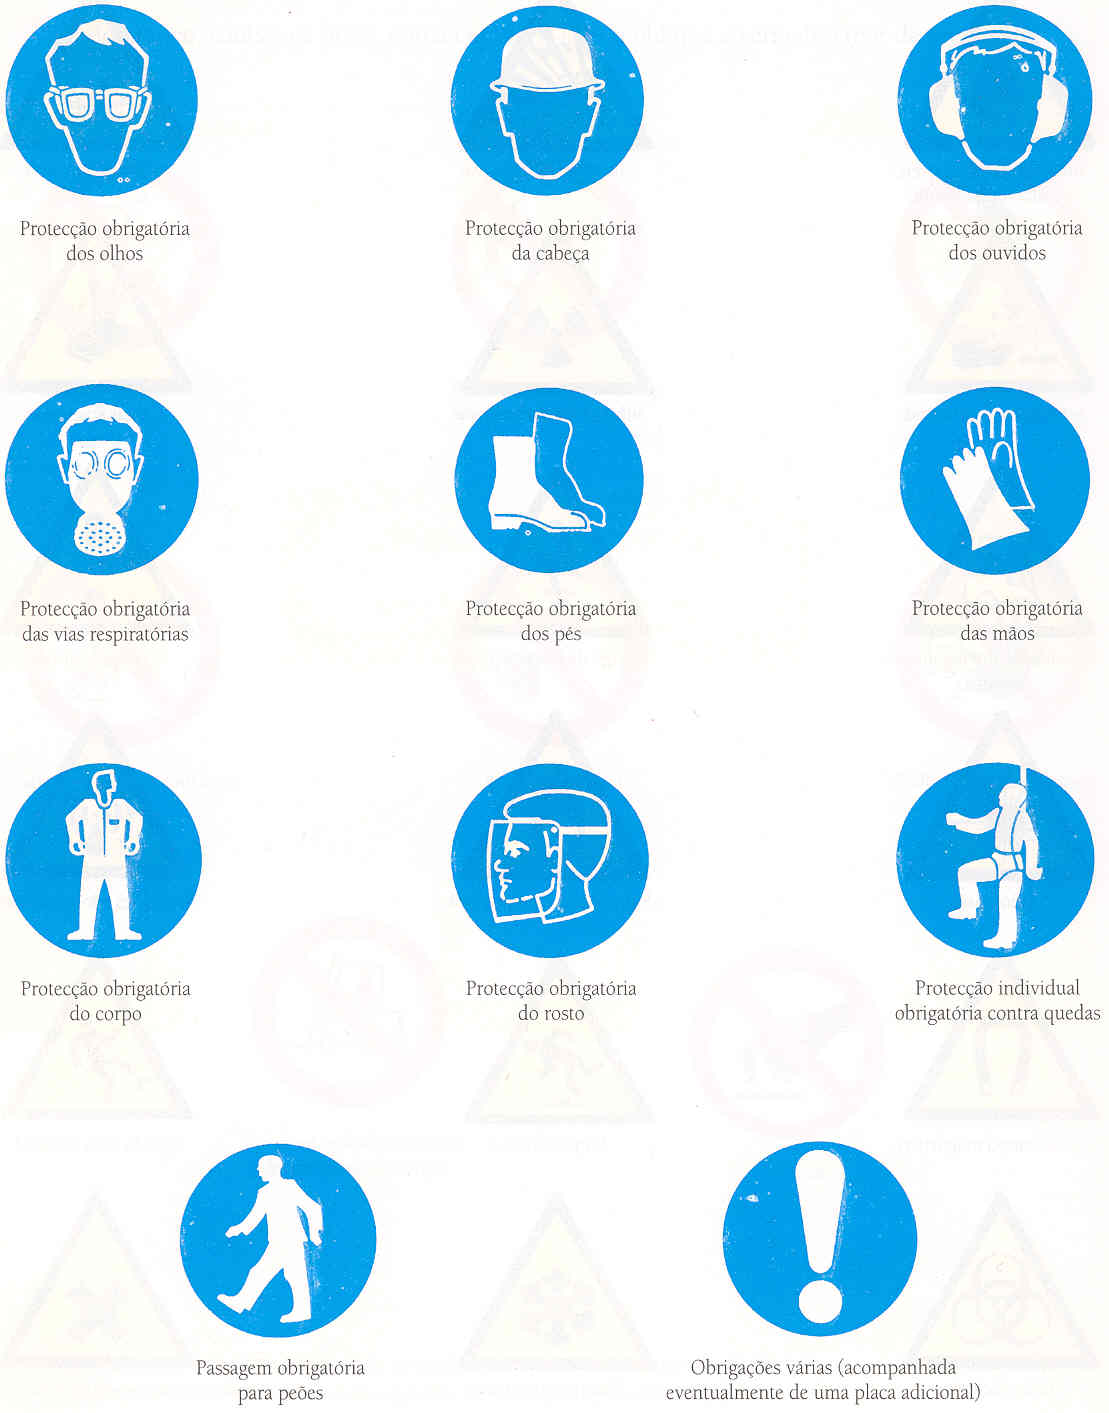 Protecção obrigatória
dos olhos
Protecção obrigatória
da cabeça
Protecção obrigatória
dos ouvidos
Protecção obrigatória
das vias respiratórias
Protecção obrigatória
dos pés
Protecção obrigatória
das mãos
Protecção obrigatória
do corpo
Protecção obrigatória
do rosto
Protecção individual
obrigatória contra quedas
Passagem obrigatória
para peões
Obrigações várias (acompanhada
eventualmente de uma placa adicional)